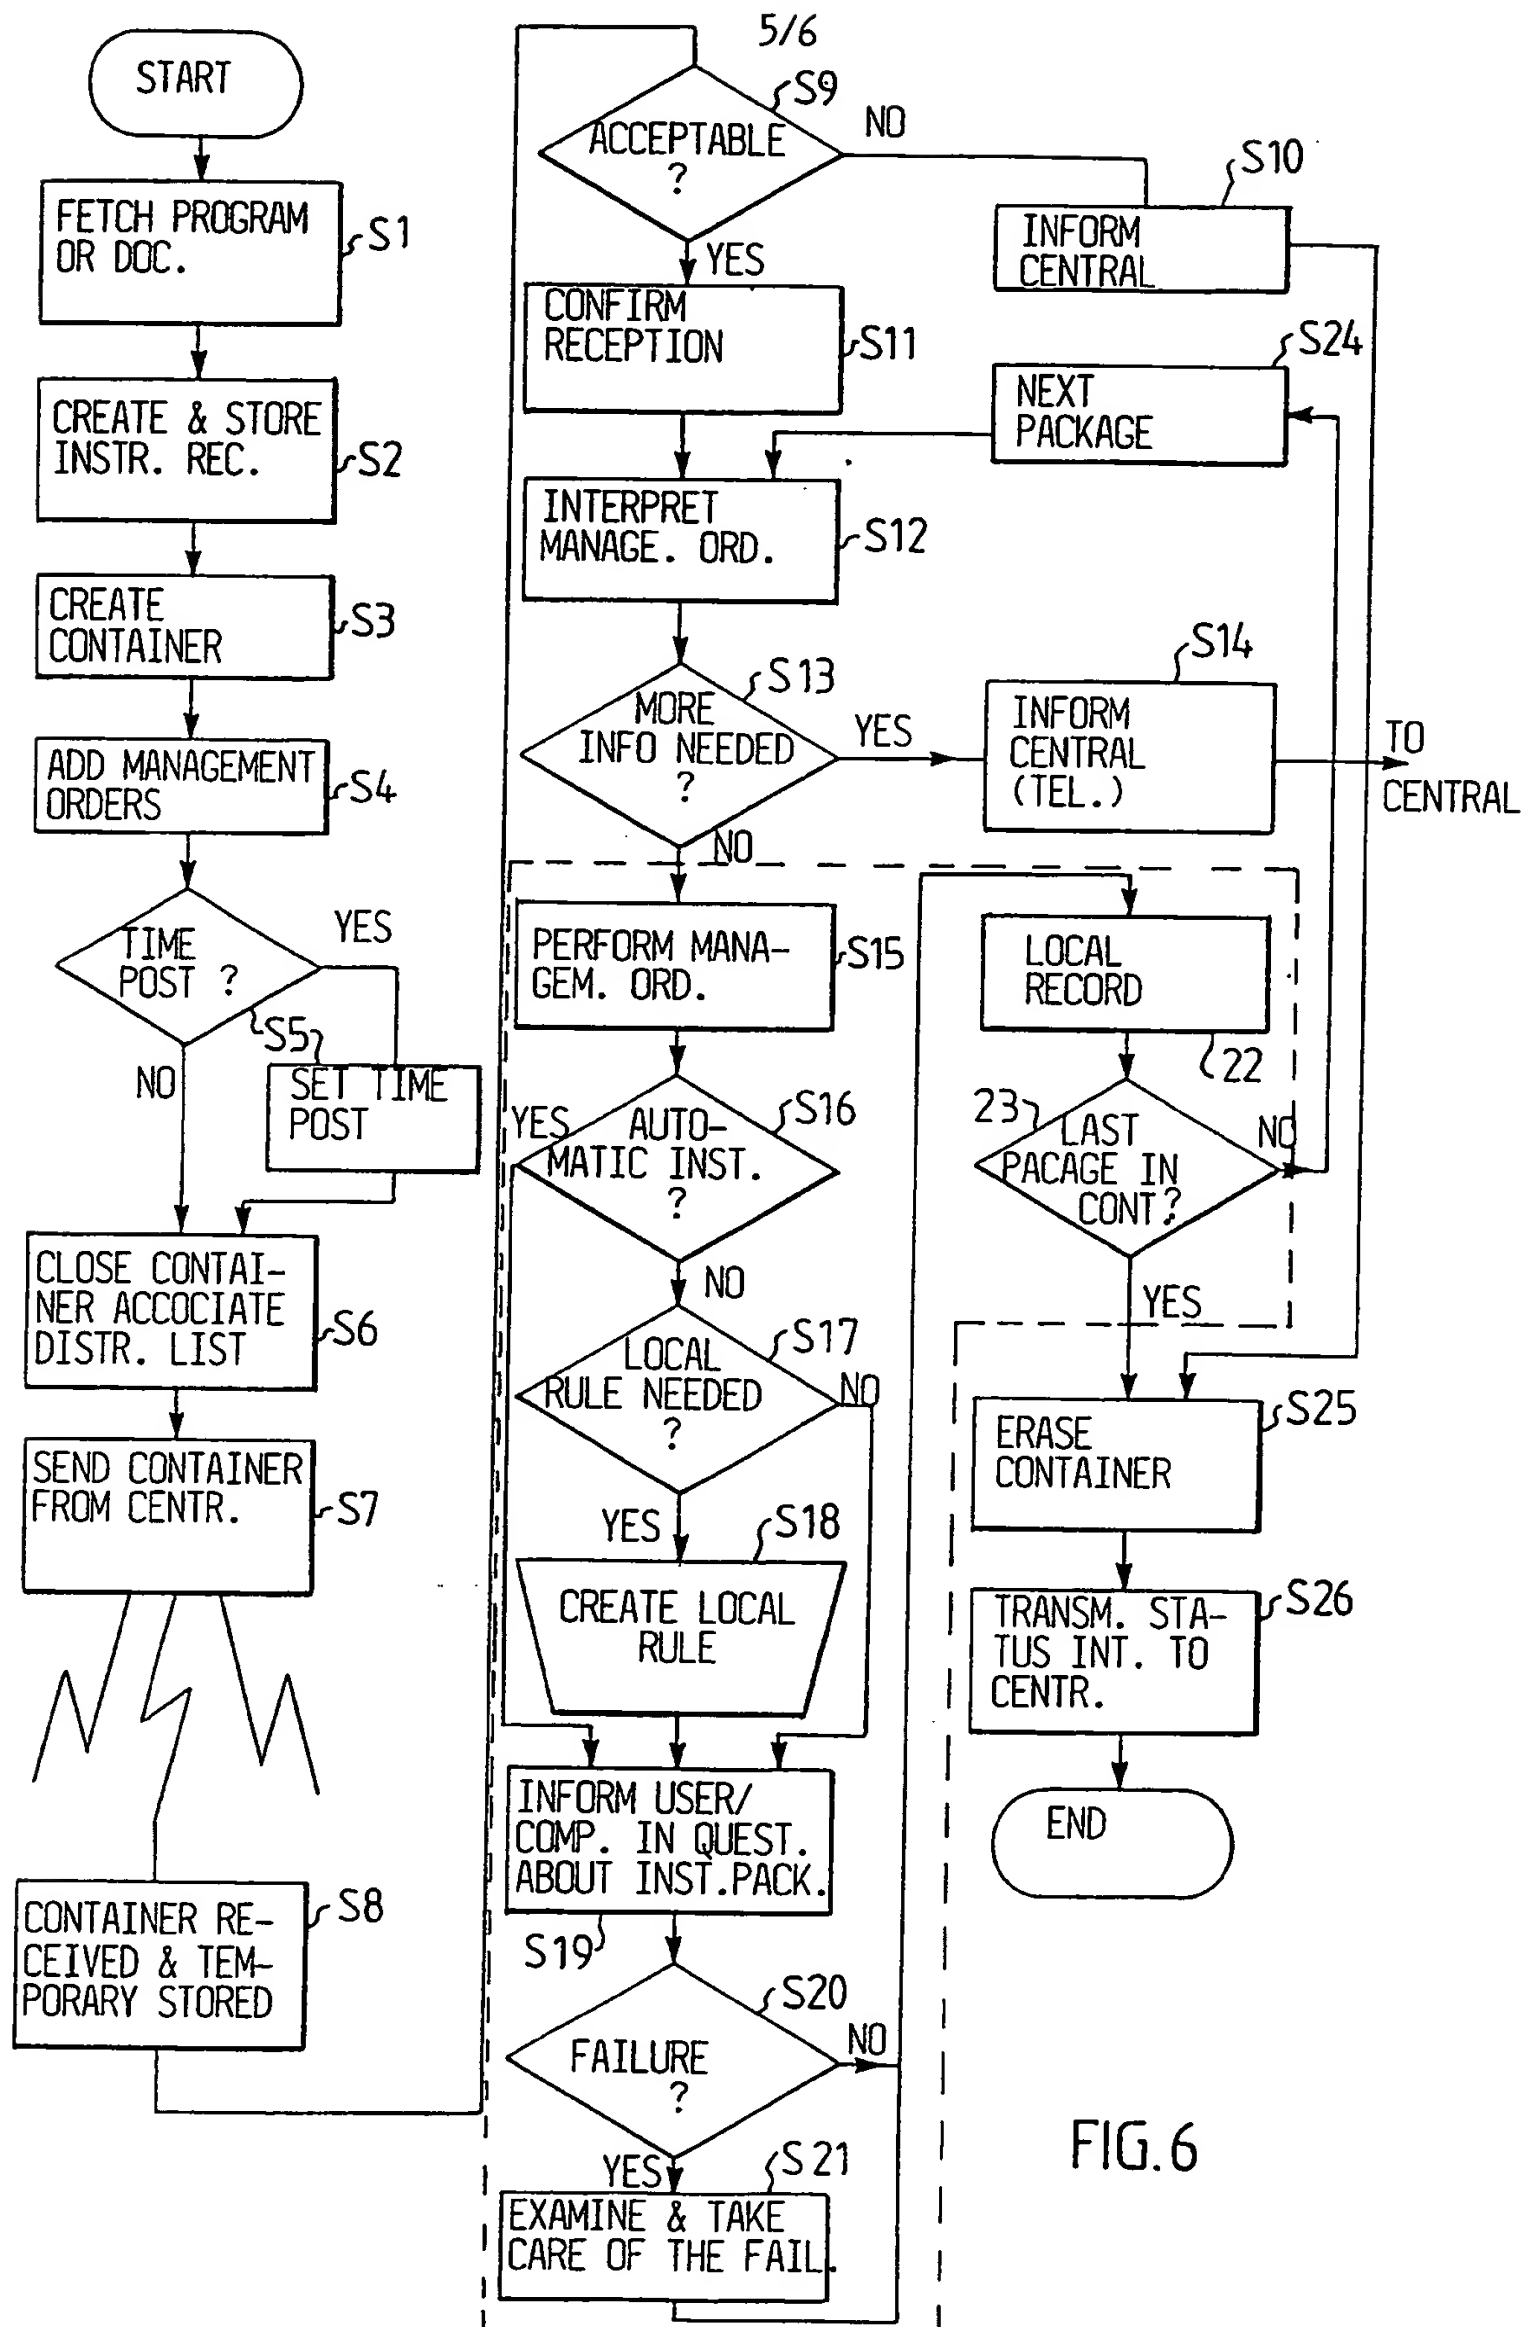 5/6
START
FETCH PROGRAM
OR DOC.
S1
CREATE & STORE
INSTR. REC.
S2
CREATE
CONTAINER
S3
ADD MANAGEMENT
ORDERS
S4
TIME
POST ?
YES
S5
NO
SET TIME
POST
CLOSE CONTAI-
NER ACCOCIATE
DISTR. LIST
S6
SEND CONTAINER
FROM CENTR.
S7
CONTAINER RE-
CEIVED & TEM-
PORARY STORED
S8
ACCEPTABLE
?
S9
NO
YES
S10
INFORM
CENTRAL
CONFIRM
RECEPTION
S11
S24
NEXT
PACKAGE
INTERPRET
MANAGE. ORD.
S12
MORE
INFO NEEDED
?
S13
YES
NO
S14
INFORM
CENTRAL
(TEL.)
TO
CENTRAL
PERFORM MANA-
GEM. ORD.
S15
AUTO-
MATIC INST.
?
S16
YES
NO
LOCAL
RULE NEEDED
?
S17
NO
YES
S18
CREATE LOCAL
RULE
INFORM USER/
COMP. IN QUEST.
ABOUT INST.PACK.
S19
FAILURE
?
S20
NO
YES
S21
EXAMINE & TAKE
CARE OF THE FAIL.
LOCAL
RECORD
22
23
LAST
PACAGE IN
CONT?
NO
YES
ERASE
CONTAINER
S25
TRANSM. STA-
TUS INT. TO
CENTR.
S26
END
FIG.6